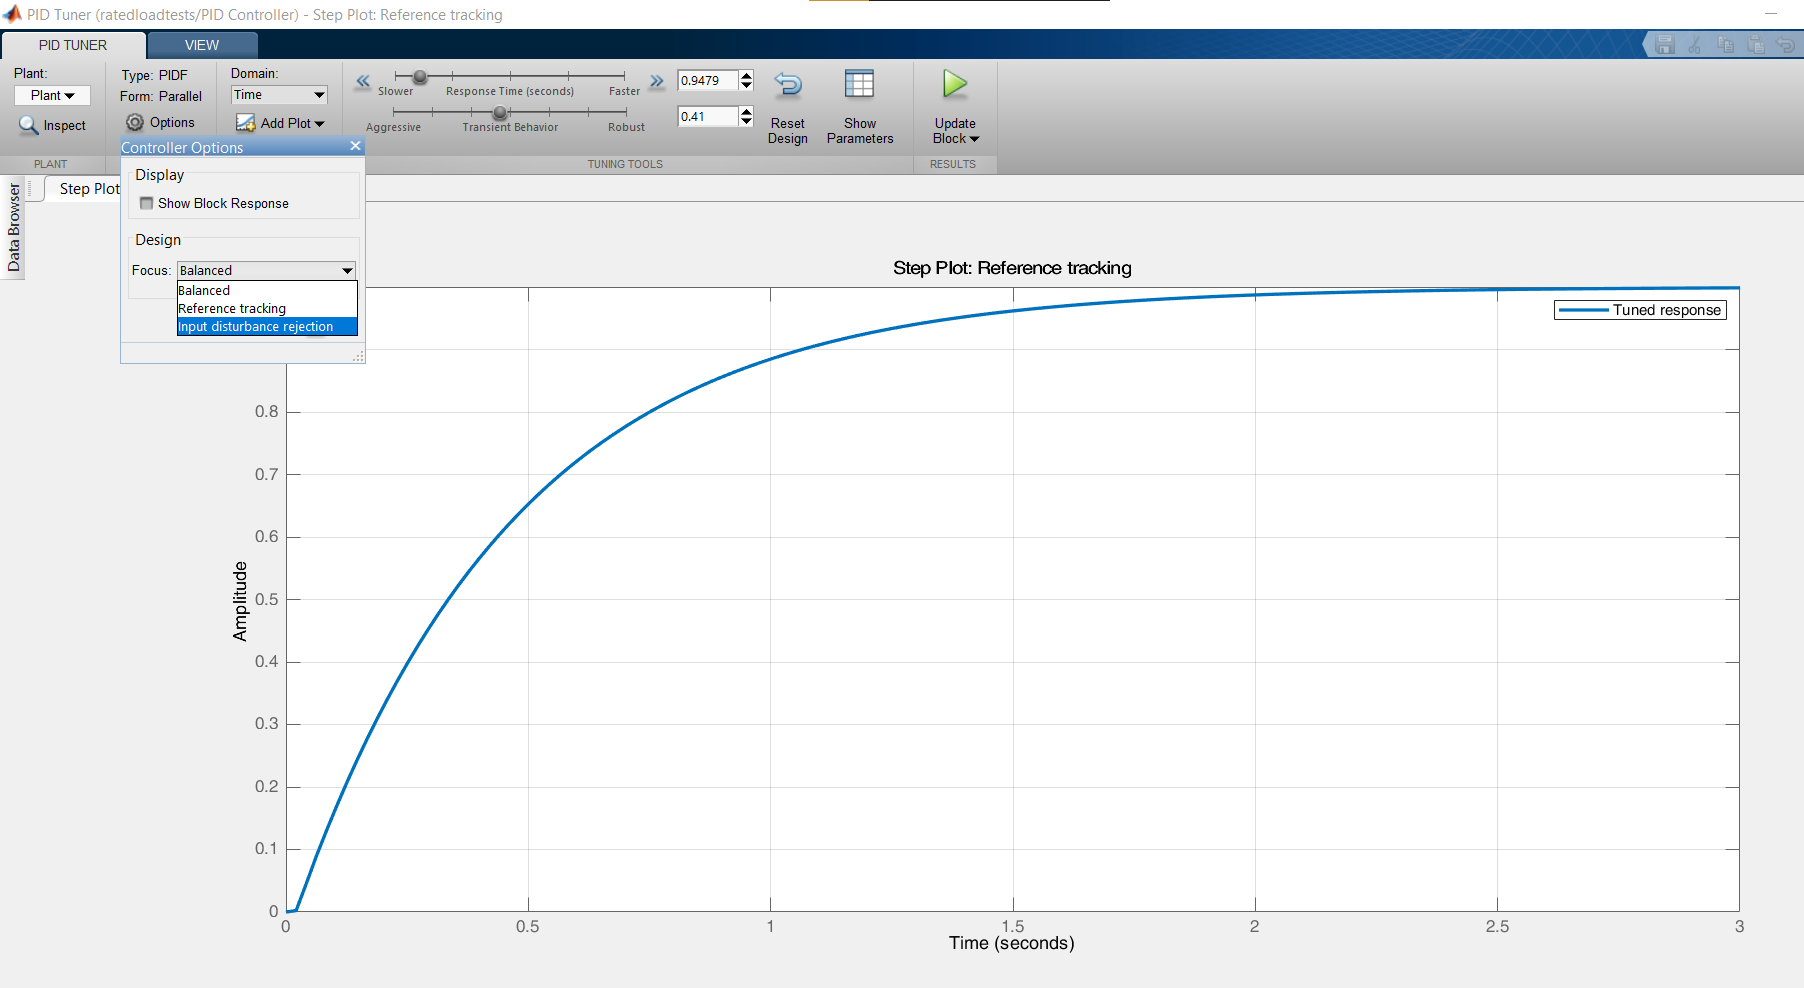 PID Tuner (ratedloadtests/PID Controller) - Step Plot: Reference tracking
PID TUNER
VIEW
Plant:
Plant
Inspect
PLANT
Type: PIDF
Form: Parallel
Options
Domain:
Time
Add Plot
Slower
Response Time (seconds)
Faster
0.9479
Aggressive
Transient Behavior
Robust
0.41
Reset
Design
Show
Parameters
TUNING TOOLS
Update
Block
RESULTS
Data Browser
Step Plot
Controller Options
Display
Show Block Response
Design
Focus: Balanced
Balanced
Reference tracking
Input disturbance rejection
Step Plot: Reference tracking
Tuned response
Amplitude
0.8
0.7
0.6
0.5
0.4
0.3
0.2
0.1
0
0 0.5 1 1.5 2 2.5 3
Time (seconds)